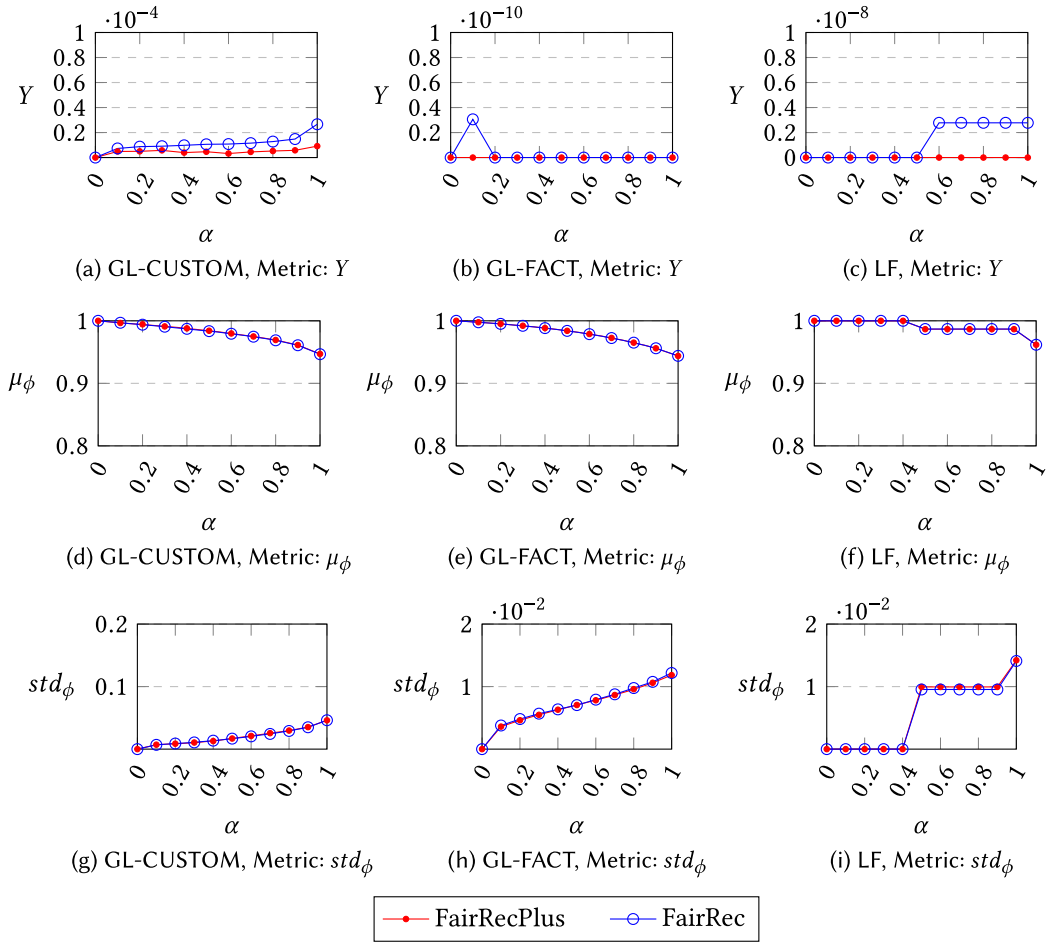 ·10⁻⁴
1
0.8
0.6
0.4
0.2
Y
0 0.2 0.4 0.6 0.8 1
α
(a) GL-CUSTOM, Metric: Y
·10⁻¹⁰
1
0.8
0.6
0.4
0.2
Y
0 0.2 0.4 0.6 0.8 1
α
(b) GL-FACT, Metric: Y
·10⁻⁸
1
0.8
0.6
0.4
0.2
0
Y
0 0.2 0.4 0.6 0.8 1
α
(c) LF, Metric: Y
1
0.9
0.8
μ_ϕ
0 0.2 0.4 0.6 0.8 1
α
(d) GL-CUSTOM, Metric: μ_ϕ
1
0.9
0.8
μ_ϕ
0 0.2 0.4 0.6 0.8 1
α
(e) GL-FACT, Metric: μ_ϕ
1
0.9
0.8
μ_ϕ
0 0.2 0.4 0.6 0.8 1
α
(f) LF, Metric: μ_ϕ
0.2
0.1
std_ϕ
0 0.2 0.4 0.6 0.8 1
α
(g) GL-CUSTOM, Metric: std_ϕ
·10⁻²
2
1
std_ϕ
0 0.2 0.4 0.6 0.8 1
α
(h) GL-FACT, Metric: std_ϕ
·10⁻²
2
1
std_ϕ
0 0.2 0.4 0.6 0.8 1
α
(i) LF, Metric: std_ϕ
FairRecPlus FairRec